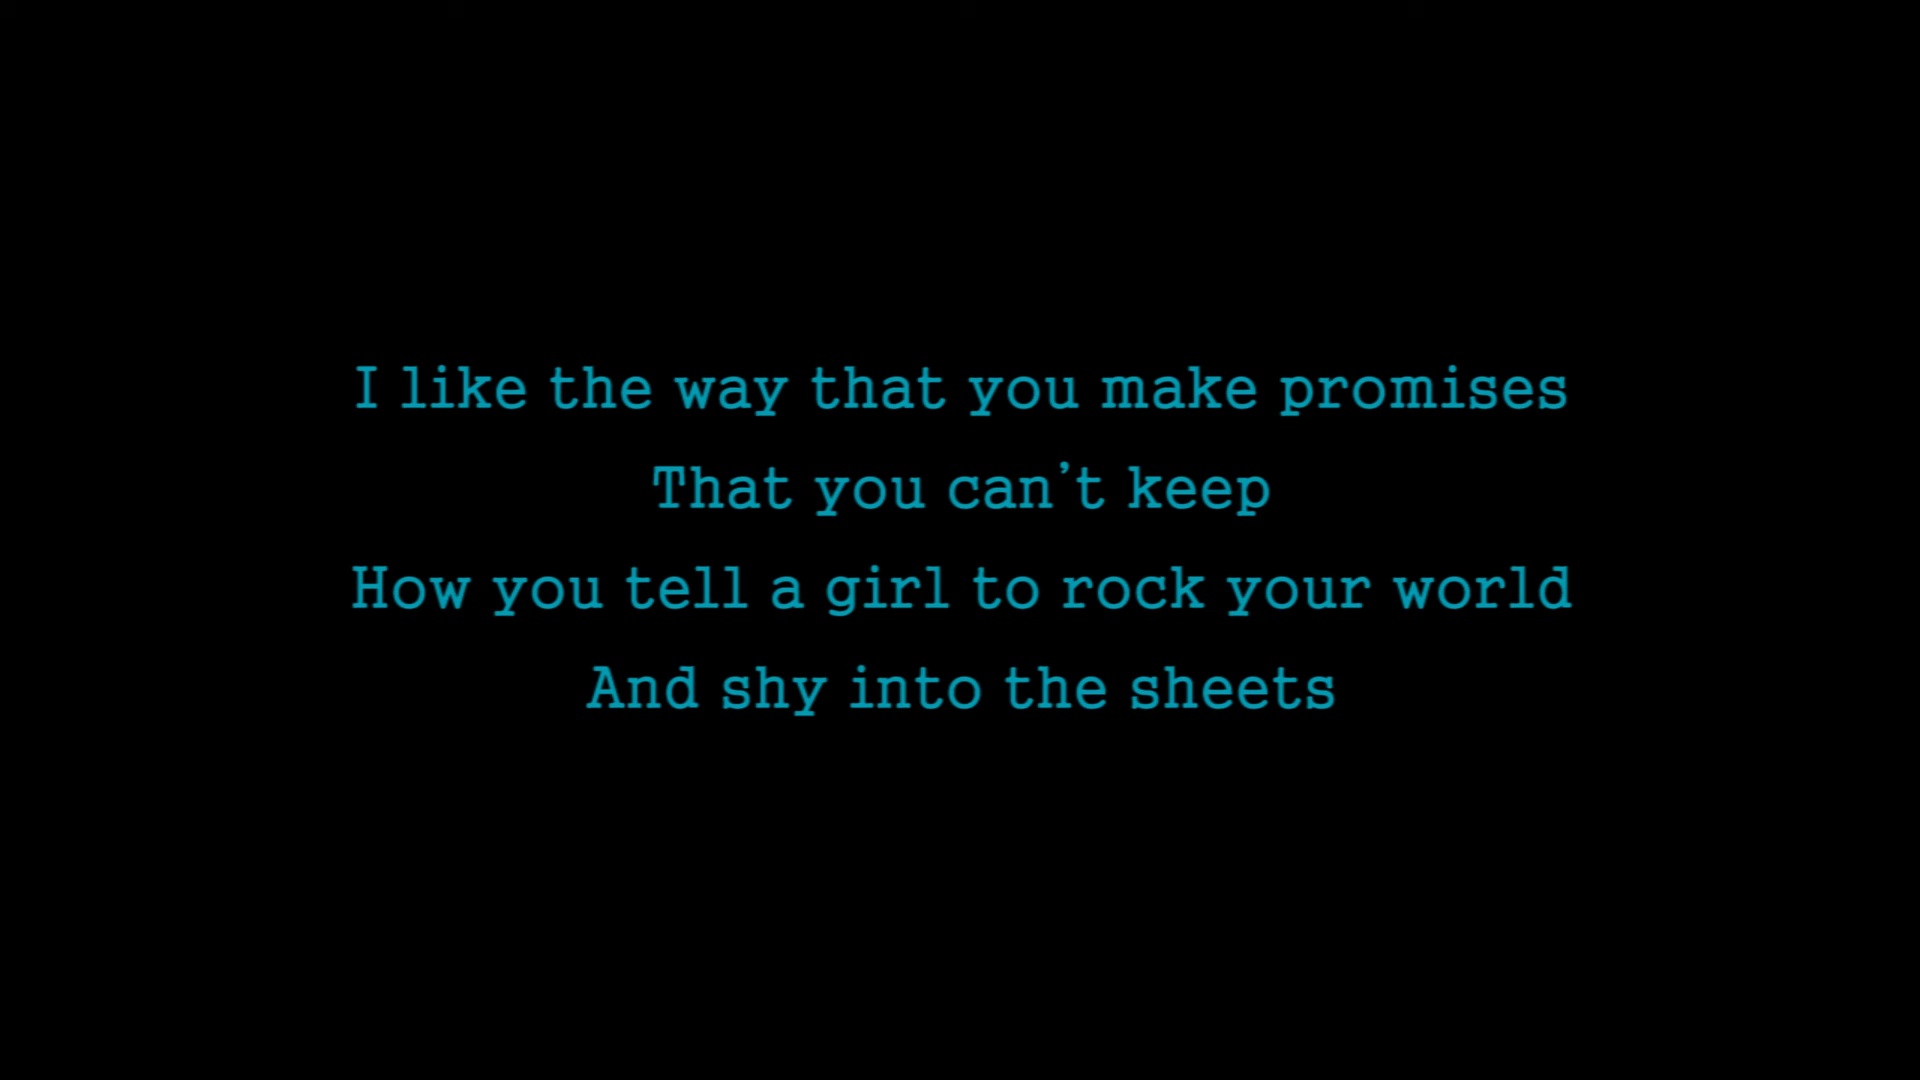 I like the way that you make promises
That you can't keep
How you tell a girl to rock your world
And shy into the sheets